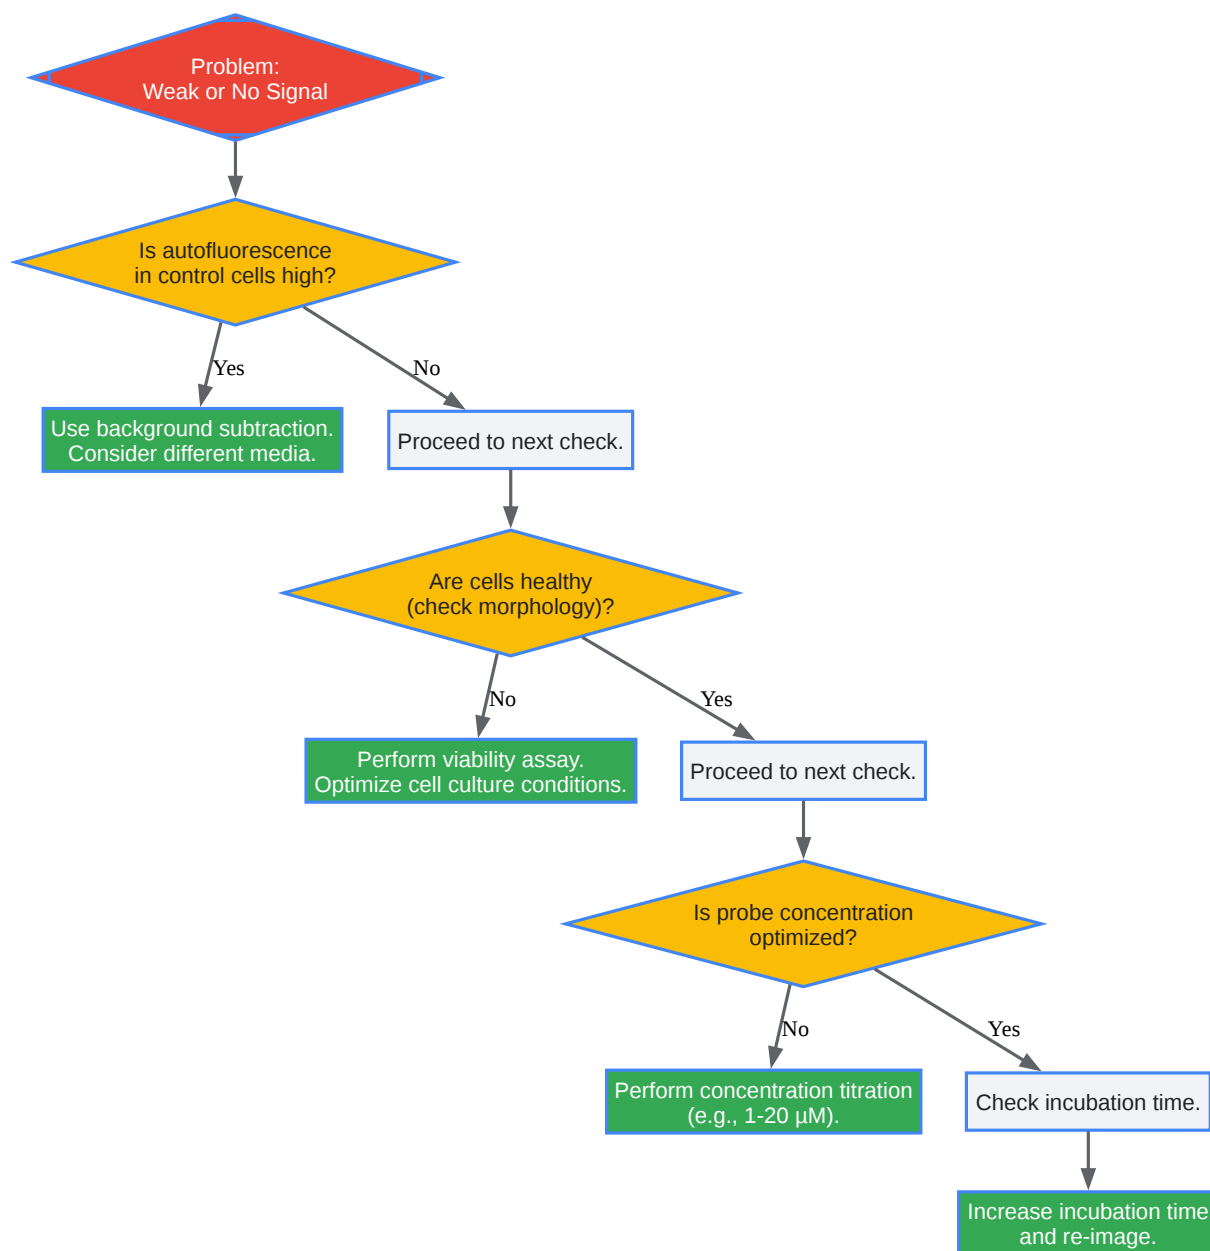 Problem:
Weak or No Signal
Is autofluorescence
in control cells high?
Yes
No
Use background subtraction.
Consider different media.
Proceed to next check.
Are cells healthy
(check morphology)?
No
Yes
Perform viability assay.
Optimize cell culture conditions.
Proceed to next check.
Is probe concentration
optimized?
No
Yes
Perform concentration titration
(e.g., 1-20 µM).
Check incubation time.
Increase incubation time
and re-image.